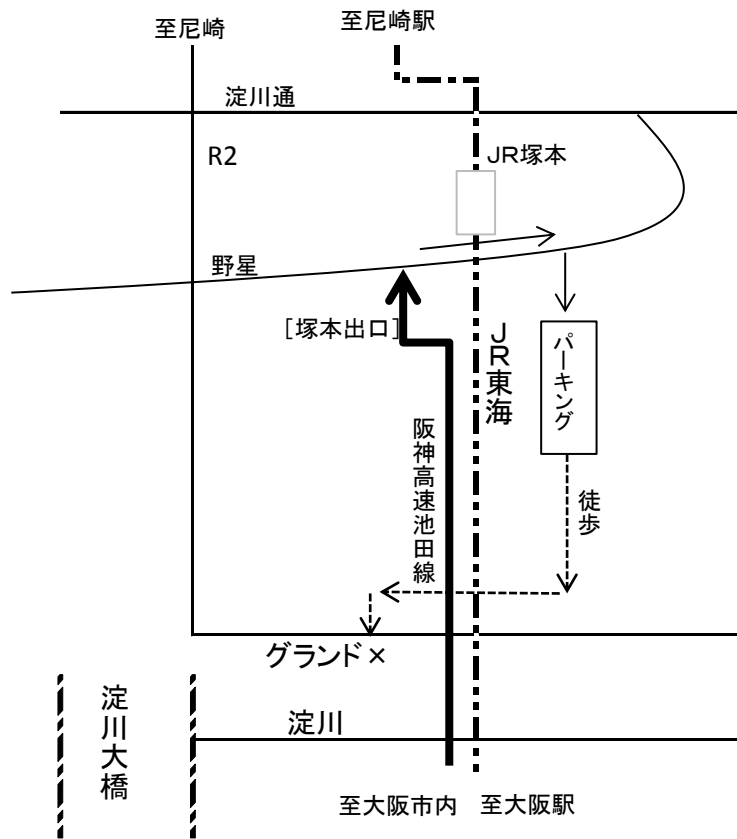 至尼崎
至尼崎駅
淀川通
R2
JR塚本
野星
[塚本出口]
JR東海
パーキング
阪神高速池田線
徒歩
グランド×
淀川大橋
淀川
至大阪市内
至大阪駅